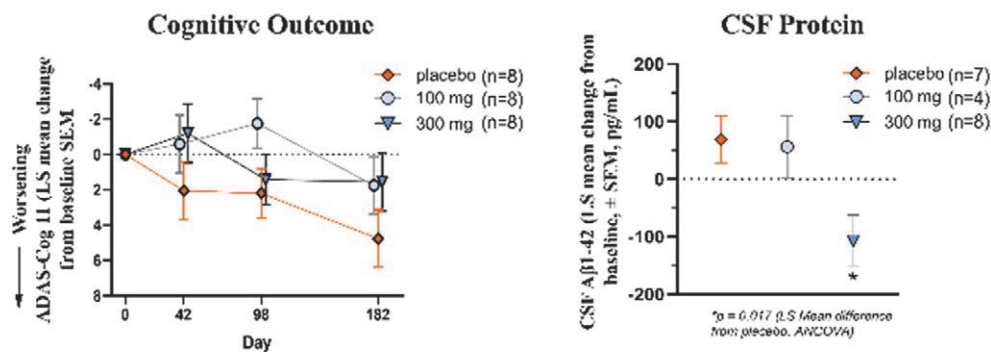 Cognitive Outcome
Worsening
ADAS-Cog 11 (LS mean change
from baseline SEM
-4
-2
0
2
4
6
8
0
42
98
182
Day
placebo (n=8)
100 mg (n=8)
300 mg (n=8)
CSF Protein
CSF Aβ1-42 (LS mean change from
baseline, ± SEM, pg/mL)
200
100
0
-100
-200
placebo (n=7)
100 mg (n=4)
300 mg (n=8)
*
*p = 0.017 (LS Mean difference
from placebo, ANCOVA)